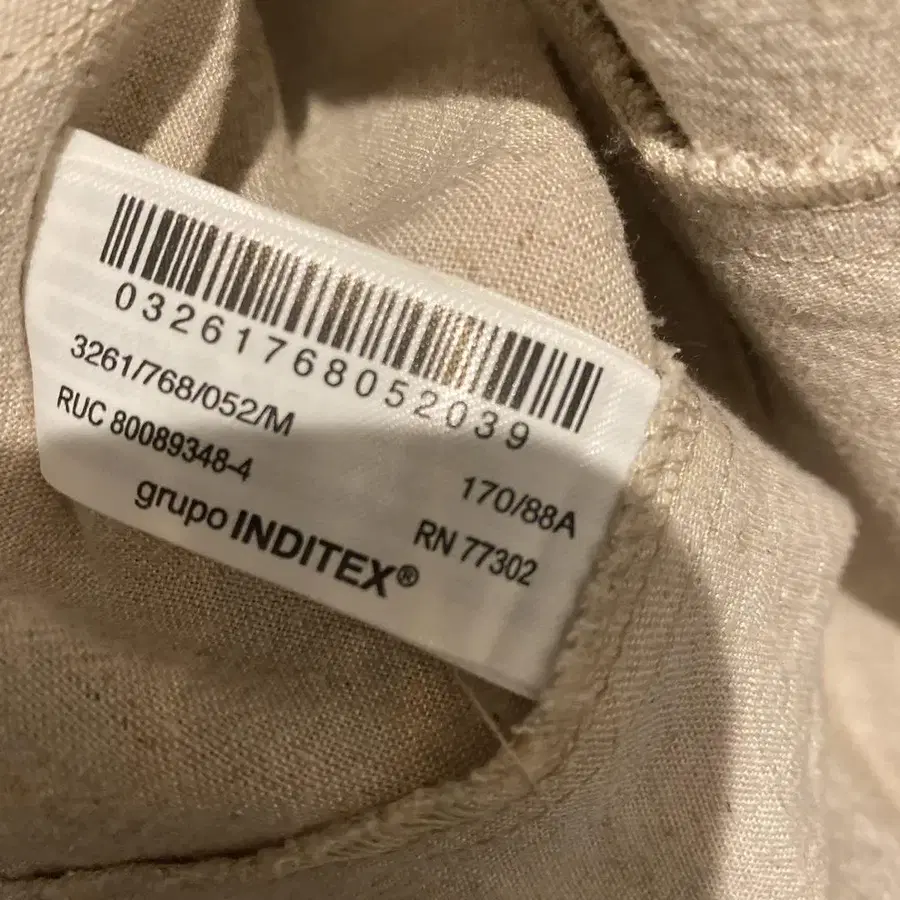 03261768052039
3261/768/052/M
RUC 80089348-4
170/88A
RN 77302
grupo INDITEX®